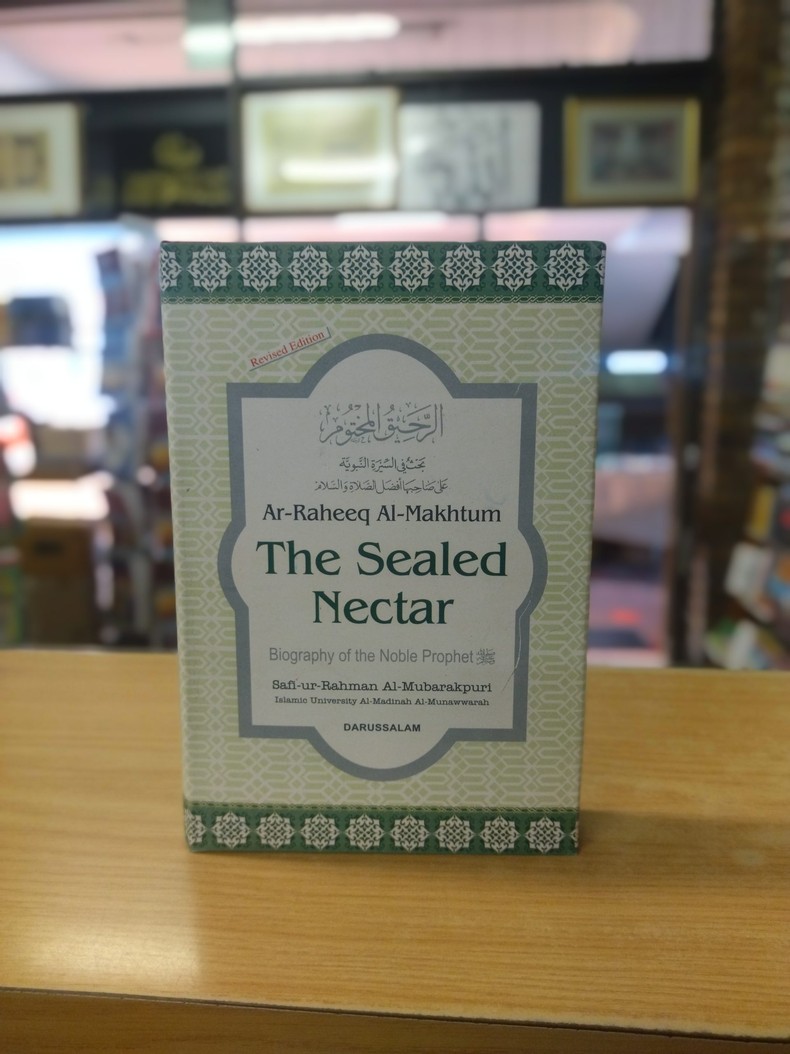 Revised Edition
الرحيق المختوم
بحث في السيرة النبوية
على صاحبها أفضل الصلاة والسلام
Ar-Raheeq Al-Makhtum
The Sealed
Nectar
Biography of the Noble Prophet ﷺ
Safi-ur-Rahman Al-Mubarakpuri
Islamic University Al-Madinah Al-Munawwarah
DARUSSALAM